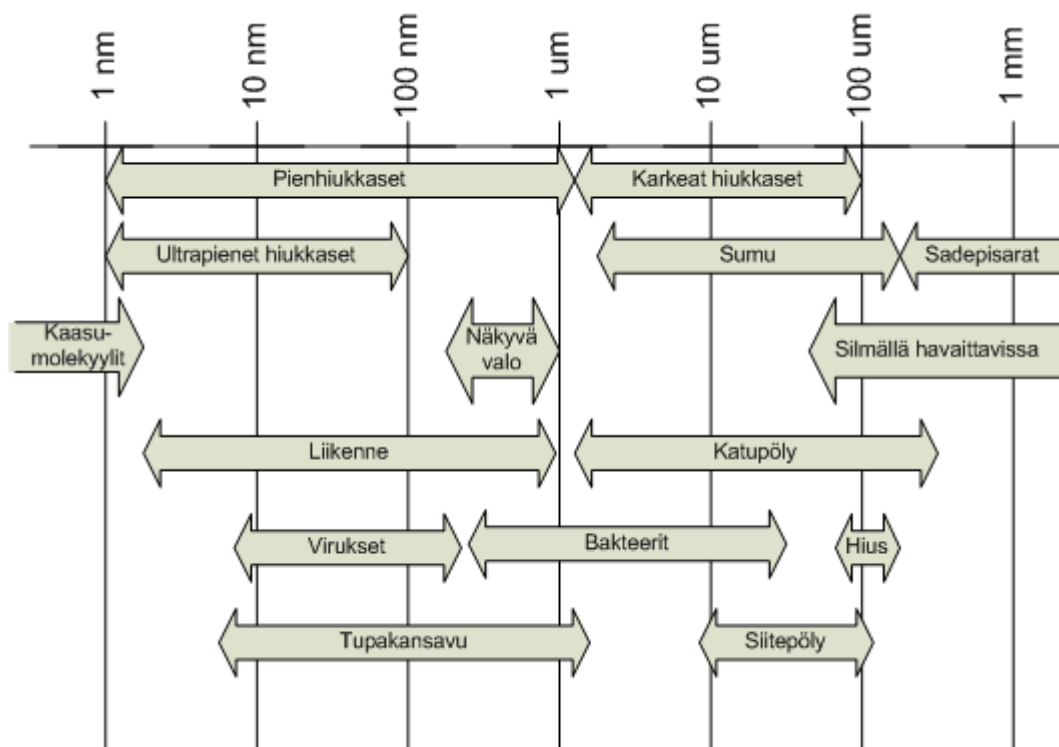 1 nm
10 nm
100 nm
1 um
10 um
100 um
1 mm
Pienhiukkaset
Karkeat hiukkaset
Ultrapienet hiukkaset
Sumu
Sadepisarat
Kaasu-
molekyylit
Näkyvä
valo
Silmällä havaittavissa
Liikenne
Katupöly
Virukset
Bakteerit
Hius
Tupakansavu
Siitepöly